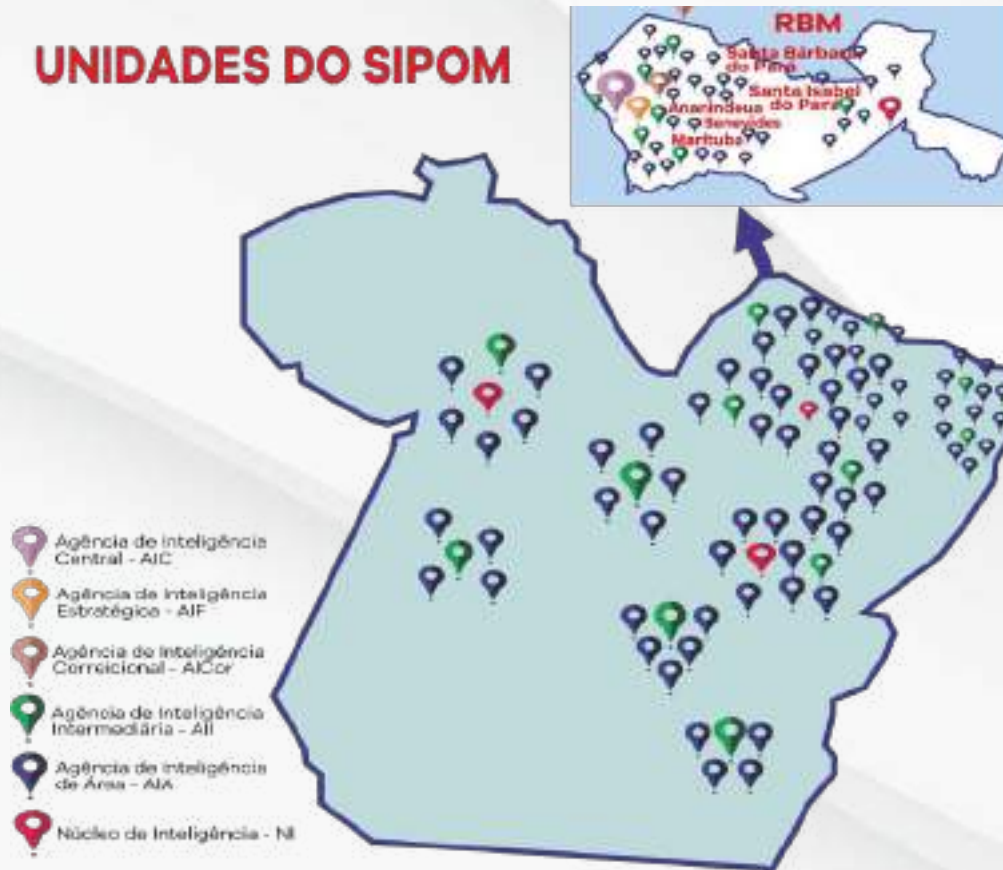 UNIDADES DO SIPOM
RBM
Santa Bárbara
do Pará
Santa Isabel
do Pará
Ananindeua
Benevides
Marituba
Agência de Inteligência
Central - AIC
Agência de Inteligência
Estratégica - AIE
Agência de Inteligência
Correicional - AICor
Agência de Inteligência
Intermediária - AII
Agência de Inteligência
de Área - AIA
Núcleo de Inteligência - NI